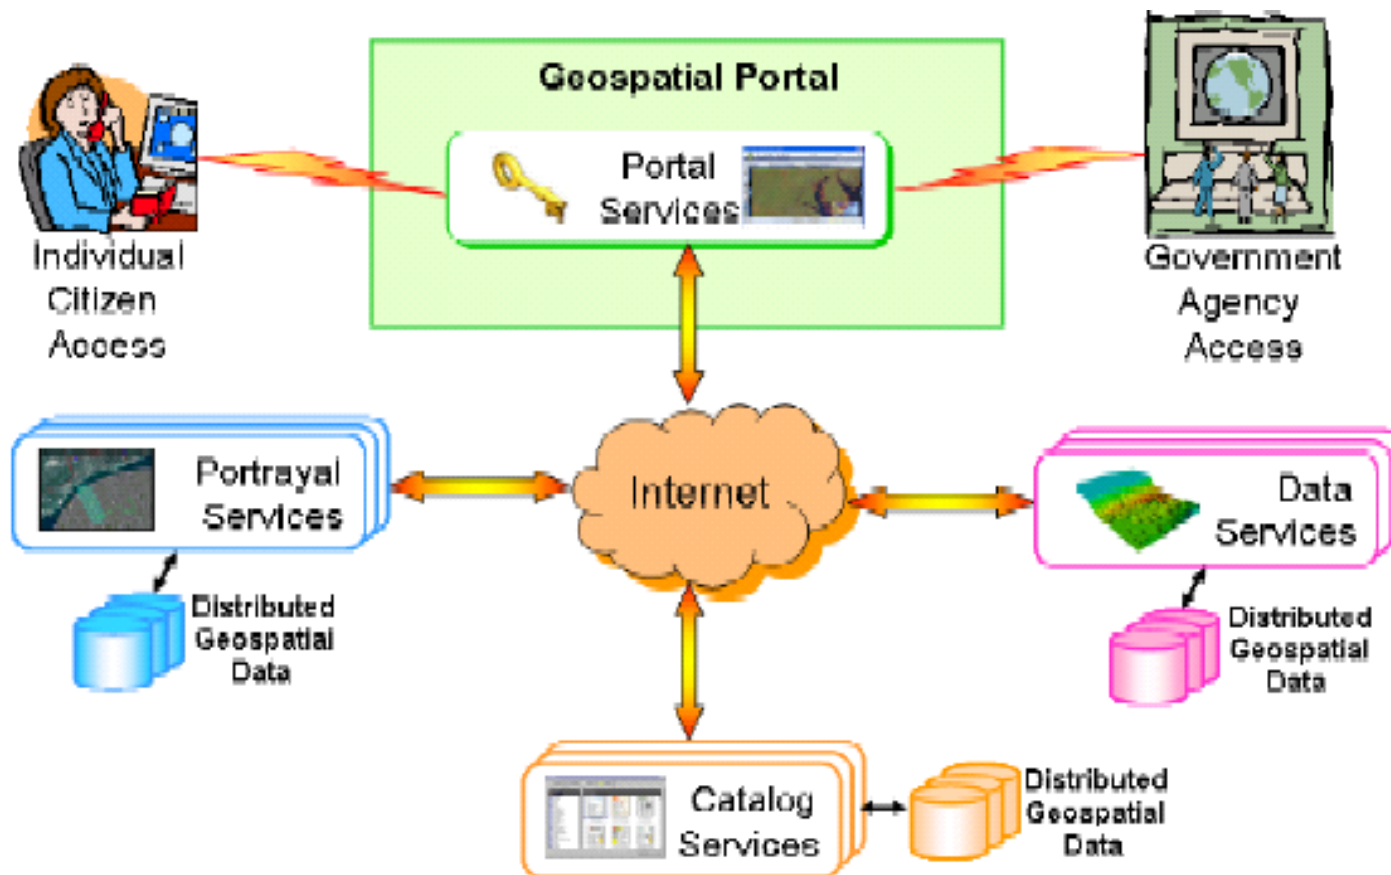 Geospatial Portal
Portal
Services
Individual
Citizen
Access
Government
Agency
Access
Portrayal
Services
Internet
Data
Services
Distributed
Geospatial
Data
Distributed
Geospatial
Data
Catalog
Services
Distributed
Geospatial
Data